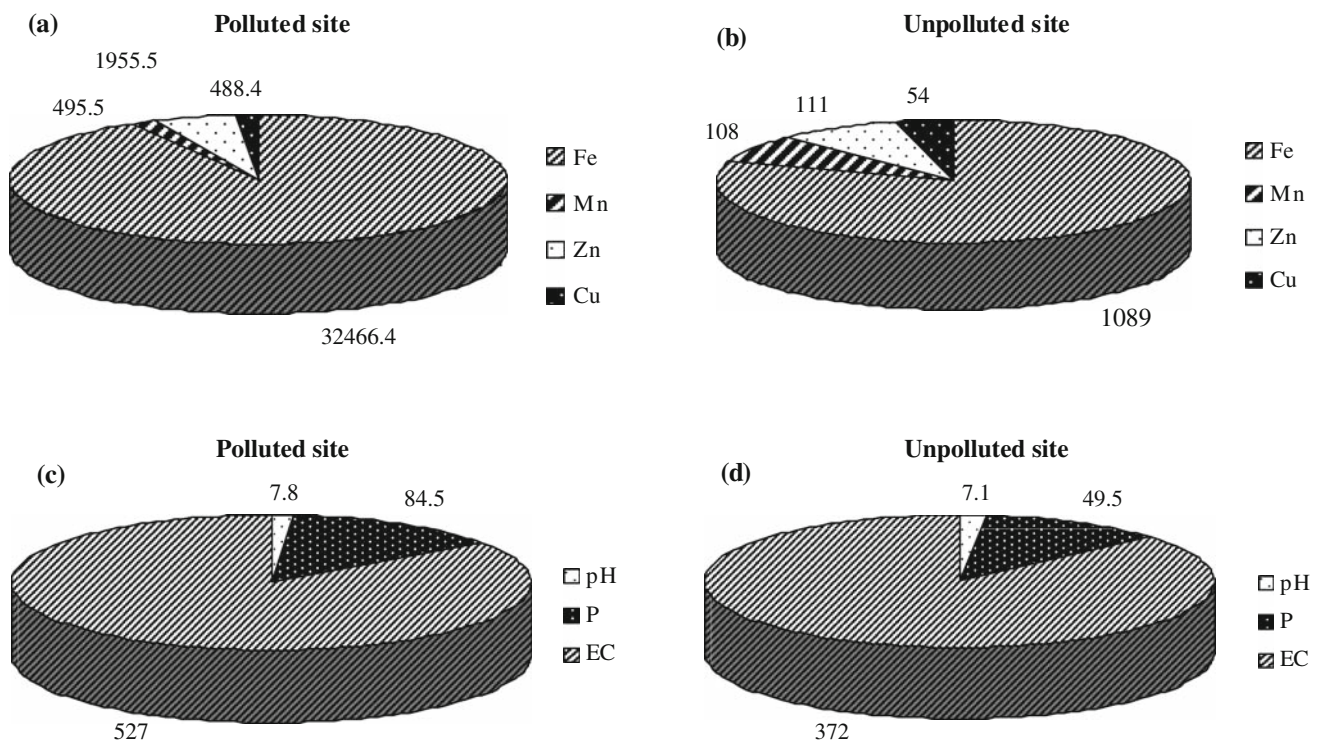 (a)
Polluted site
1955.5
488.4
495.5
32466.4
Fe
Mn
Zn
Cu
(b)
Unpolluted site
111
54
108
1089
Fe
Mn
Zn
Cu
(c)
Polluted site
7.8
84.5
527
pH
P
EC
(d)
Unpolluted site
7.1
49.5
372
pH
P
EC